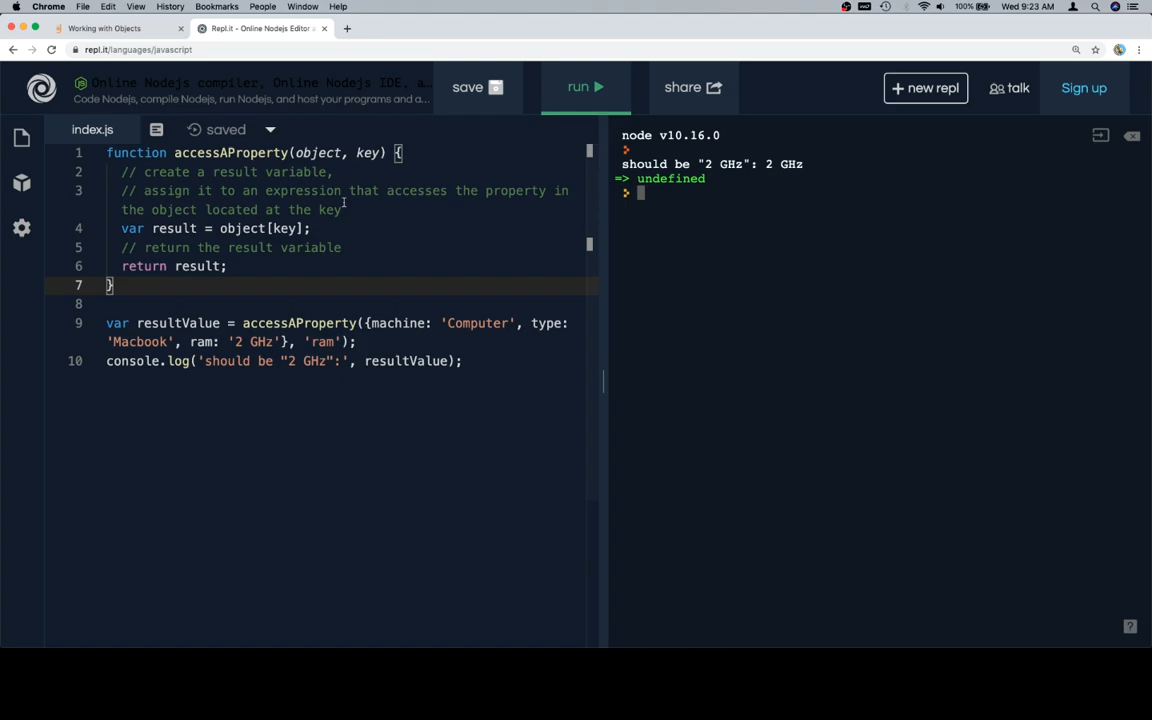 Chrome File Edit View History Bookmarks People Window Help 100% Wed 9:23 AM
Working with Objects Repl.it - Online Nodejs Editor a
repl.it/languages/javascript
Online Nodejs compiler, Online Nodejs IDE, a...
Code Nodejs, compile Nodejs, run Nodejs, and host your programs and a...
save run share + new repl talk Sign up
index.js saved
1 function accessAProperty(object, key) {
2 // create a result variable,
3 // assign it to an expression that accesses the property in
the object located at the key
4 var result = object[key];
5 // return the result variable
6 return result;
7 }
8
9 var resultValue = accessAProperty({machine: 'Computer', type:
'Macbook', ram: '2 GHz'}, 'ram');
10 console.log('should be "2 GHz":', resultValue);
node v10.16.0
should be "2 GHz": 2 GHz
=> undefined
?